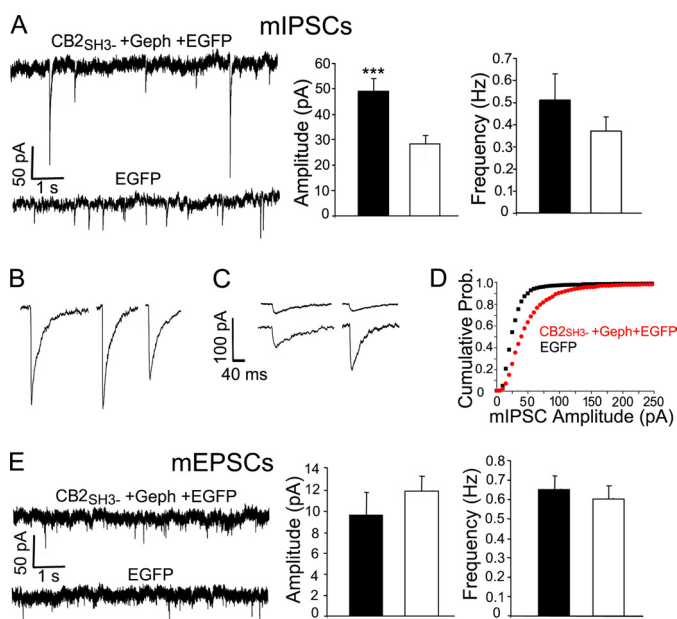 A
mIPSCs
CB2SH3- +Geph +EGFP
50 pA
1 s
EGFP
Amplitude (pA)
60
50
40
30
20
10
0
***
Frequency (Hz)
0.7
0.6
0.5
0.4
0.3
0.2
0.1
0
B
C
100 pA
40 ms
D
Cumulative Prob.
1.0
0.8
0.6
0.4
0.2
0
CB2SH3- +Geph+EGFP
EGFP
0 50 100 150 200 250
mIPSC Amplitude (pA)
E
mEPSCs
CB2SH3- +Geph +EGFP
50 pA
1 s
EGFP
Amplitude (pA)
14
12
10
8
6
4
2
0
Frequency (Hz)
0.8
0.7
0.6
0.5
0.4
0.3
0.2
0.1
0